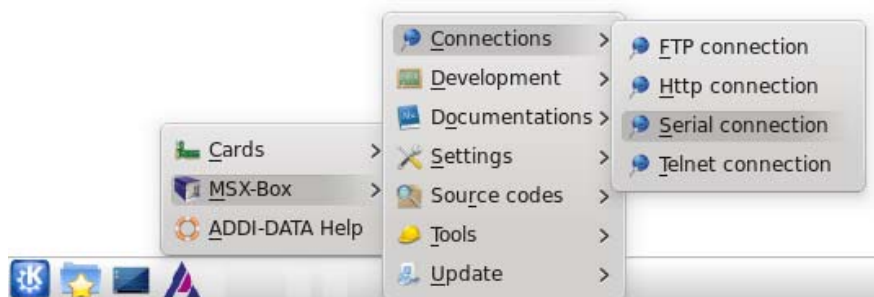 Cards
MSX-Box
ADDI-DATA Help
Connections
Development
Documentations
Settings
Source codes
Tools
Update
FTP connection
Http connection
Serial connection
Telnet connection